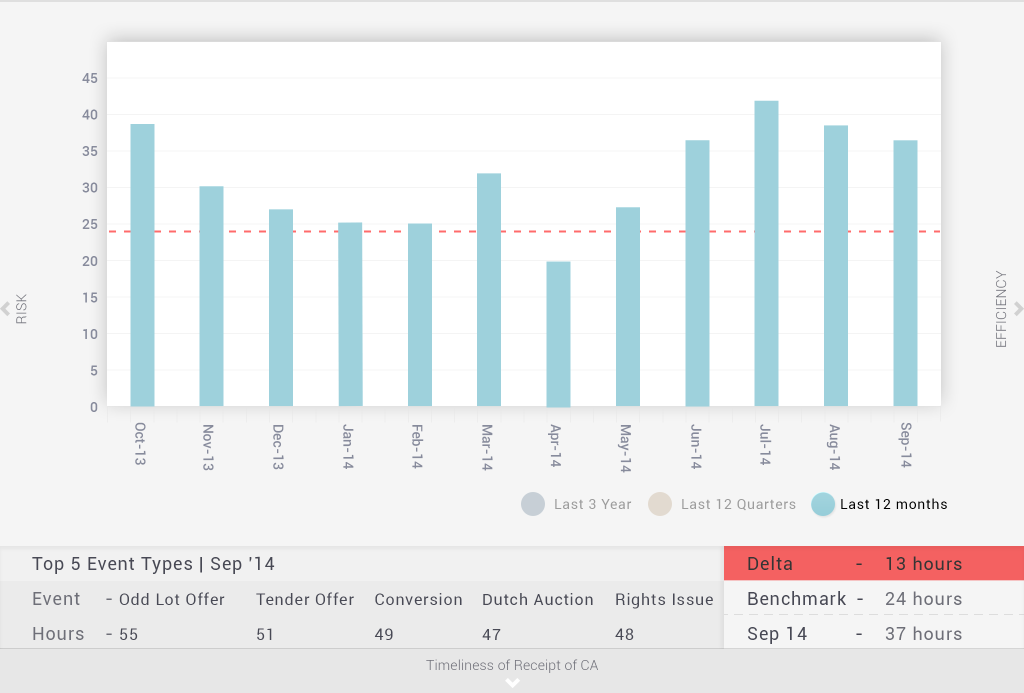 45
40
35
30
25
20
15
10
5
0
RISK
EFFICIENCY
Oct-13 Nov-13 Dec-13 Jan-14 Feb-14 Mar-14 Apr-14 May-14 Jun-14 Jul-14 Aug-14 Sep-14
Last 3 Year Last 12 Quarters Last 12 months
Top 5 Event Types | Sep '14
Event - Odd Lot Offer Tender Offer Conversion Dutch Auction Rights Issue
Hours - 55 51 49 47 48
Delta - 13 hours
Benchmark - 24 hours
Sep 14 - 37 hours
Timeliness of Receipt of CA